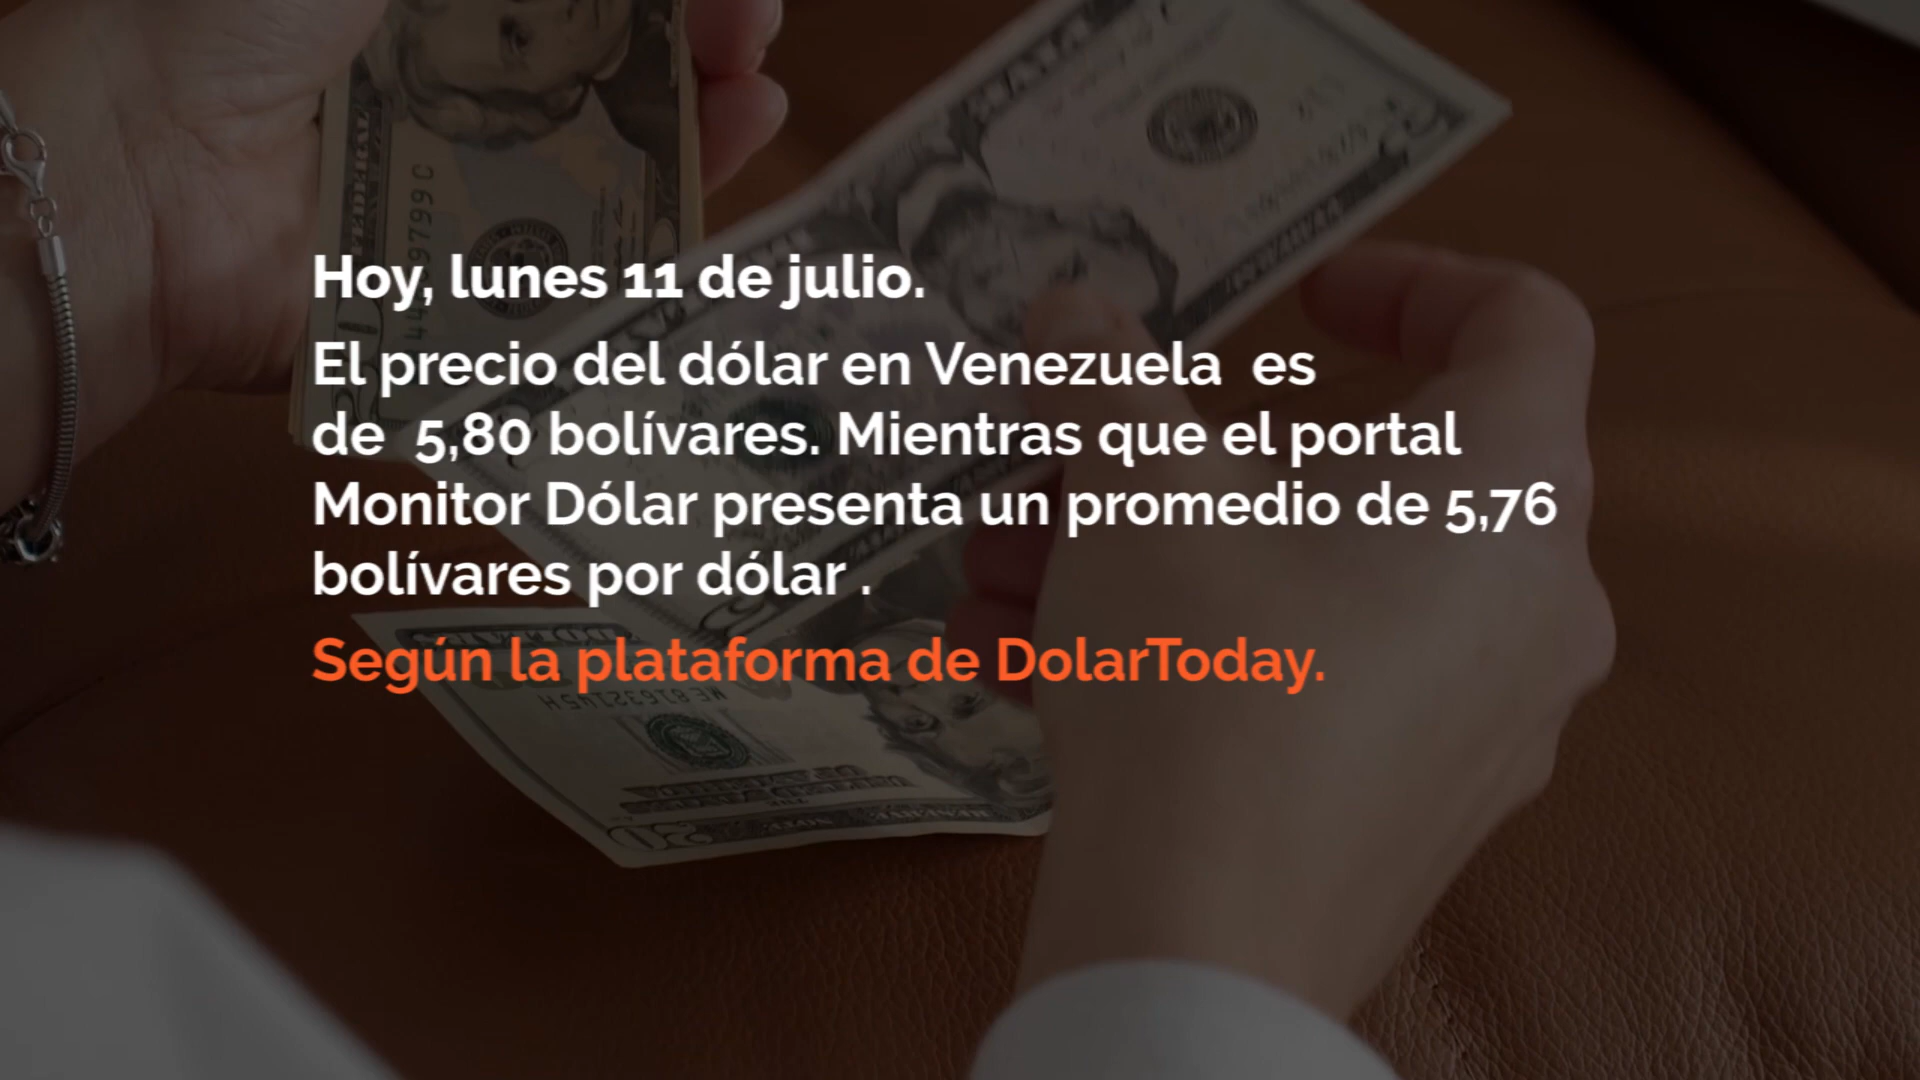 Hoy, lunes 11 de julio.
El precio del dólar en Venezuela es
de 5,80 bolívares. Mientras que el portal
Monitor Dólar presenta un promedio de 5,76
bolívares por dólar .
Según la plataforma de DolarToday.